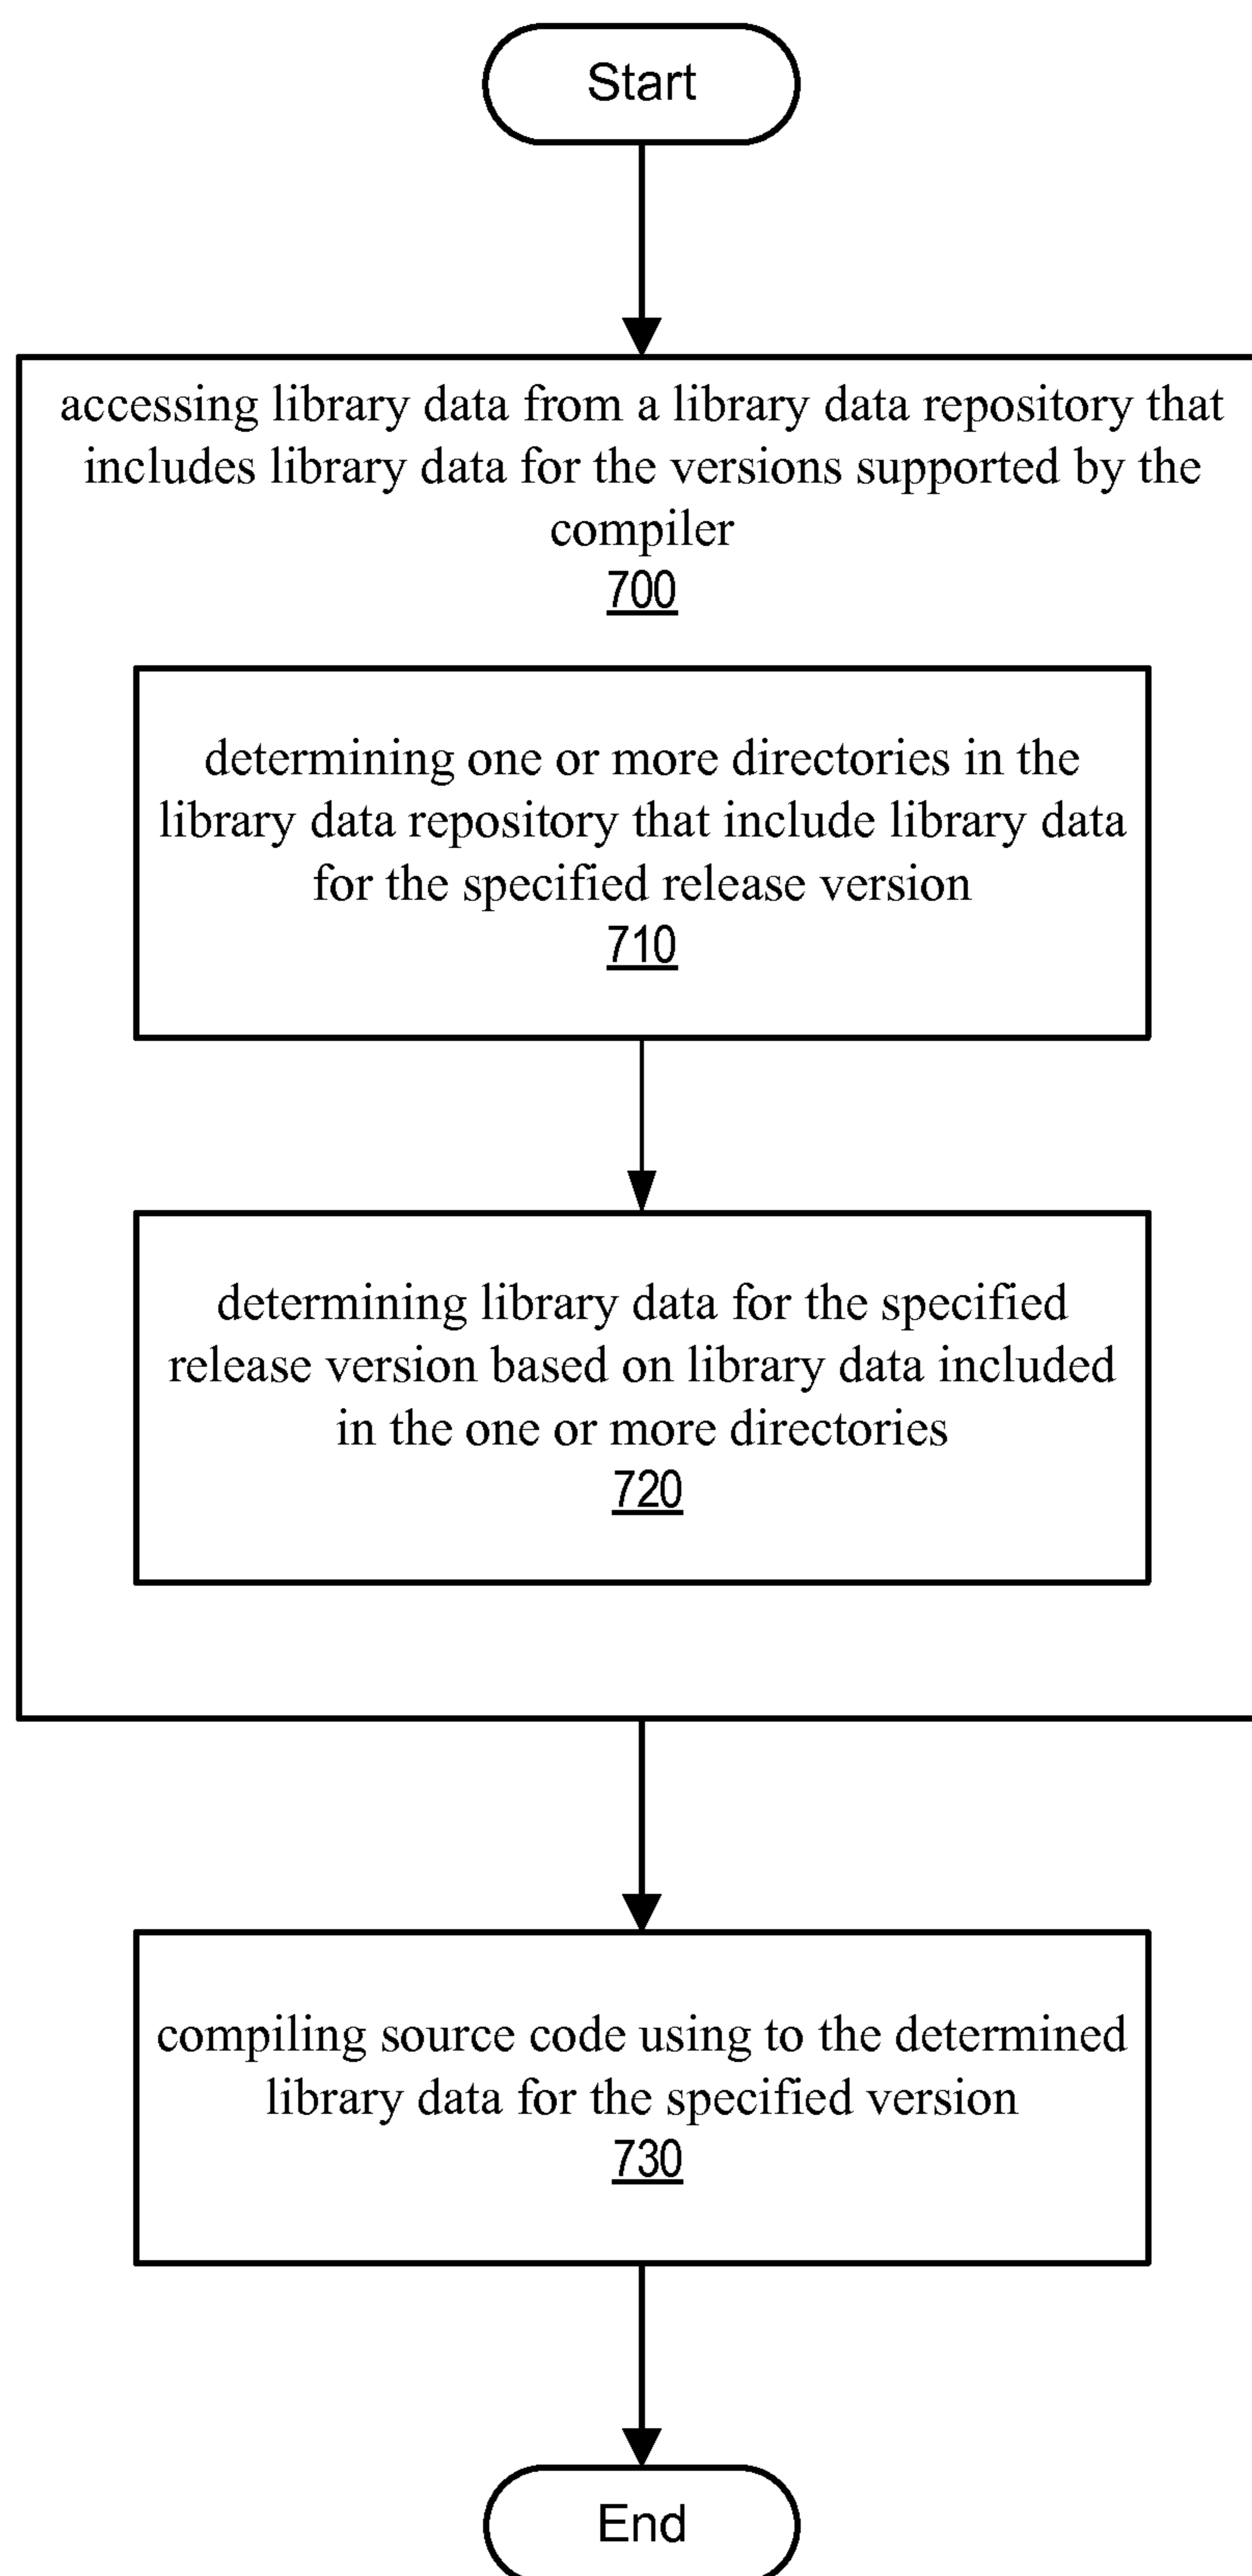 Start
accessing library data from a library data repository that
includes library data for the versions supported by the
compiler
700
determining one or more directories in the
library data repository that include library data
for the specified release version
710
determining library data for the specified
release version based on library data included
in the one or more directories
720
compiling source code using to the determined
library data for the specified version
730
End